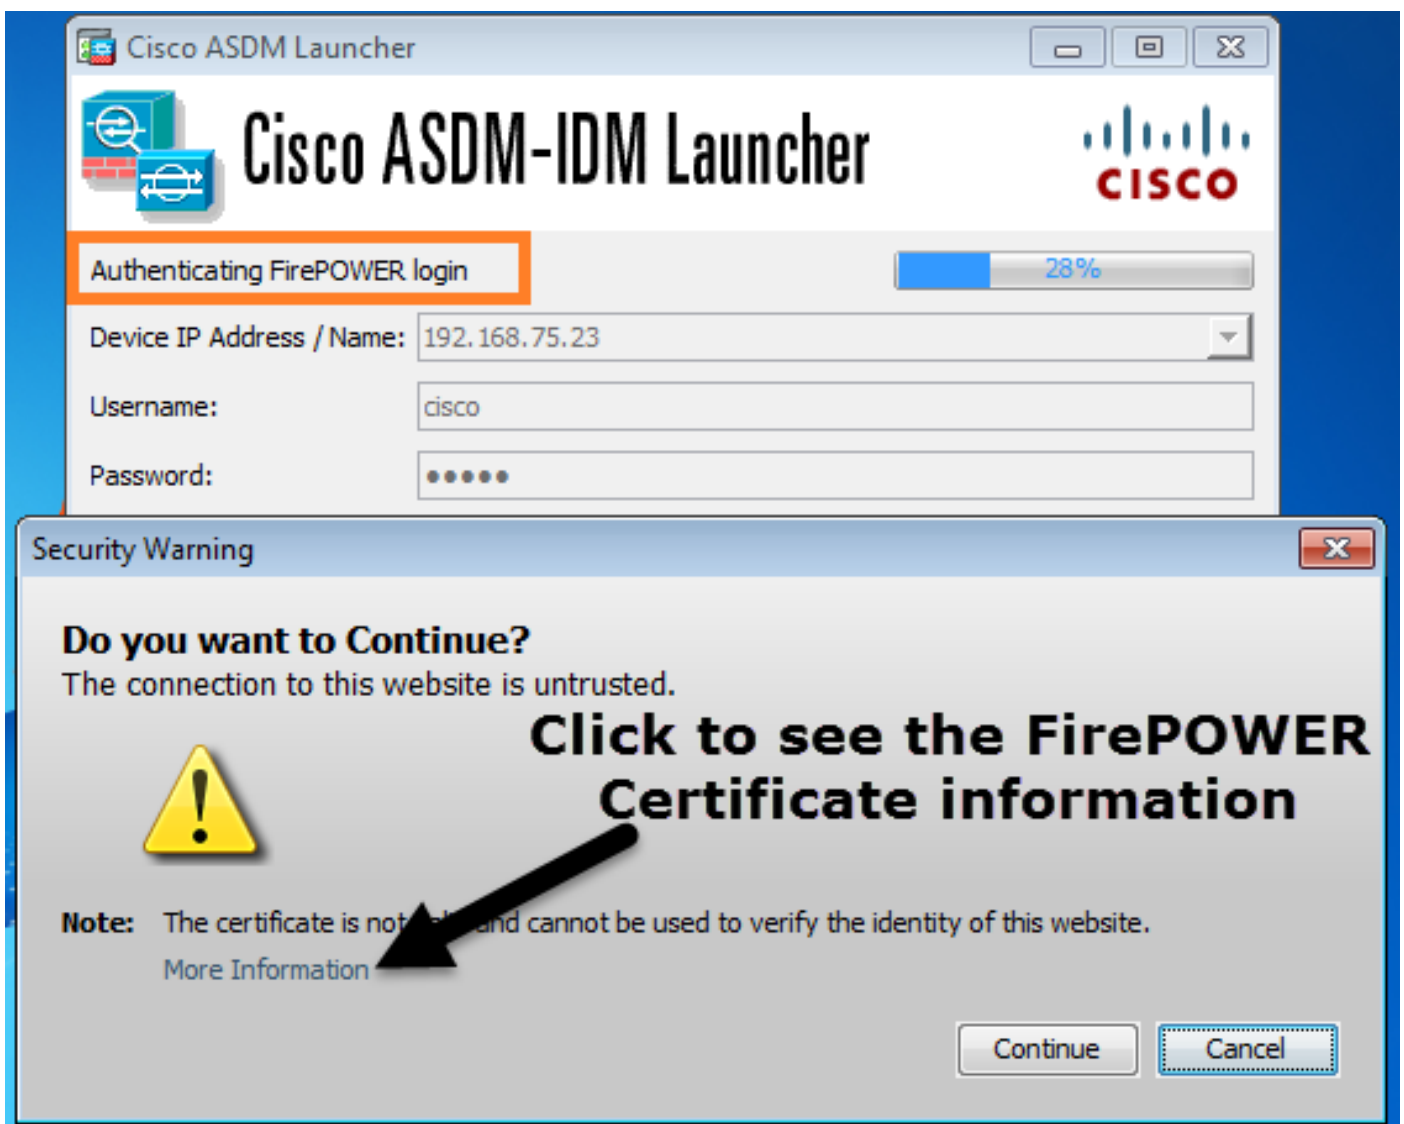 Cisco ASDM Launcher
Cisco ASDM-IDM Launcher
CISCO
Authenticating FirePOWER login
28%
Device IP Address / Name:
192.168.75.23
Username:
cisco
Password:
●●●●●
Security Warning
Do you want to Continue?
The connection to this website is untrusted.
Click to see the FirePOWER
Certificate information
Note: The certificate is not and cannot be used to verify the identity of this website.
More Information
Continue
Cancel